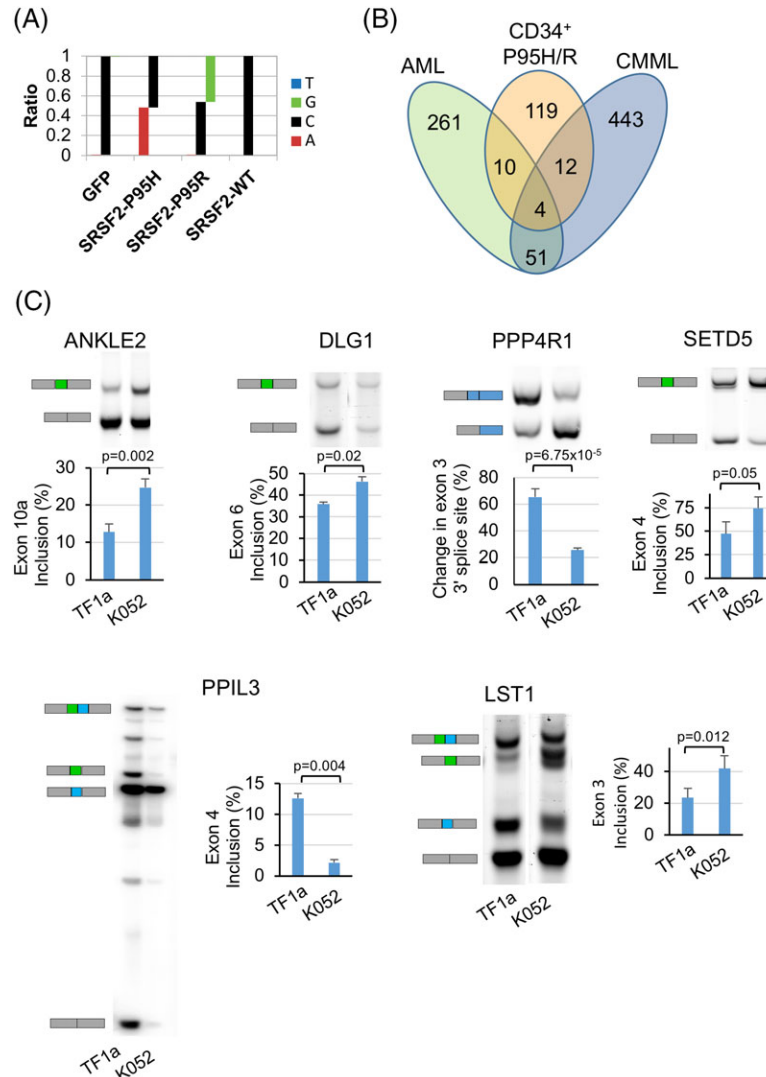 (A)
Ratio
1
0.8
0.6
0.4
0.2
0
GFP
SRSF2-P95H
SRSF2-P95R
SRSF2-WT
T
G
C
A
(B)
CD34+
P95H/R
AML
CMML
261
119
443
10
12
4
51
(C)
ANKLE2
p=0.002
Exon 10a
Inclusion (%)
30
20
10
0
TF1a
K052
DLG1
p=0.02
Exon 6
Inclusion (%)
50
40
30
20
10
0
TF1a
K052
PPP4R1
p=6.75x10-5
Change in exon 3
3' splice site (%)
80
60
40
20
0
TF1a
K052
SETD5
p=0.05
Exon 4
Inclusion (%)
75
50
25
0
TF1a
K052
PPIL3
TF1a
K052
p=0.004
Exon 4
Inclusion (%)
15
10
5
0
TF1a
K052
LST1
TF1a
K052
p=0.012
Exon 3
Inclusion (%)
40
20
0
TF1a
K052